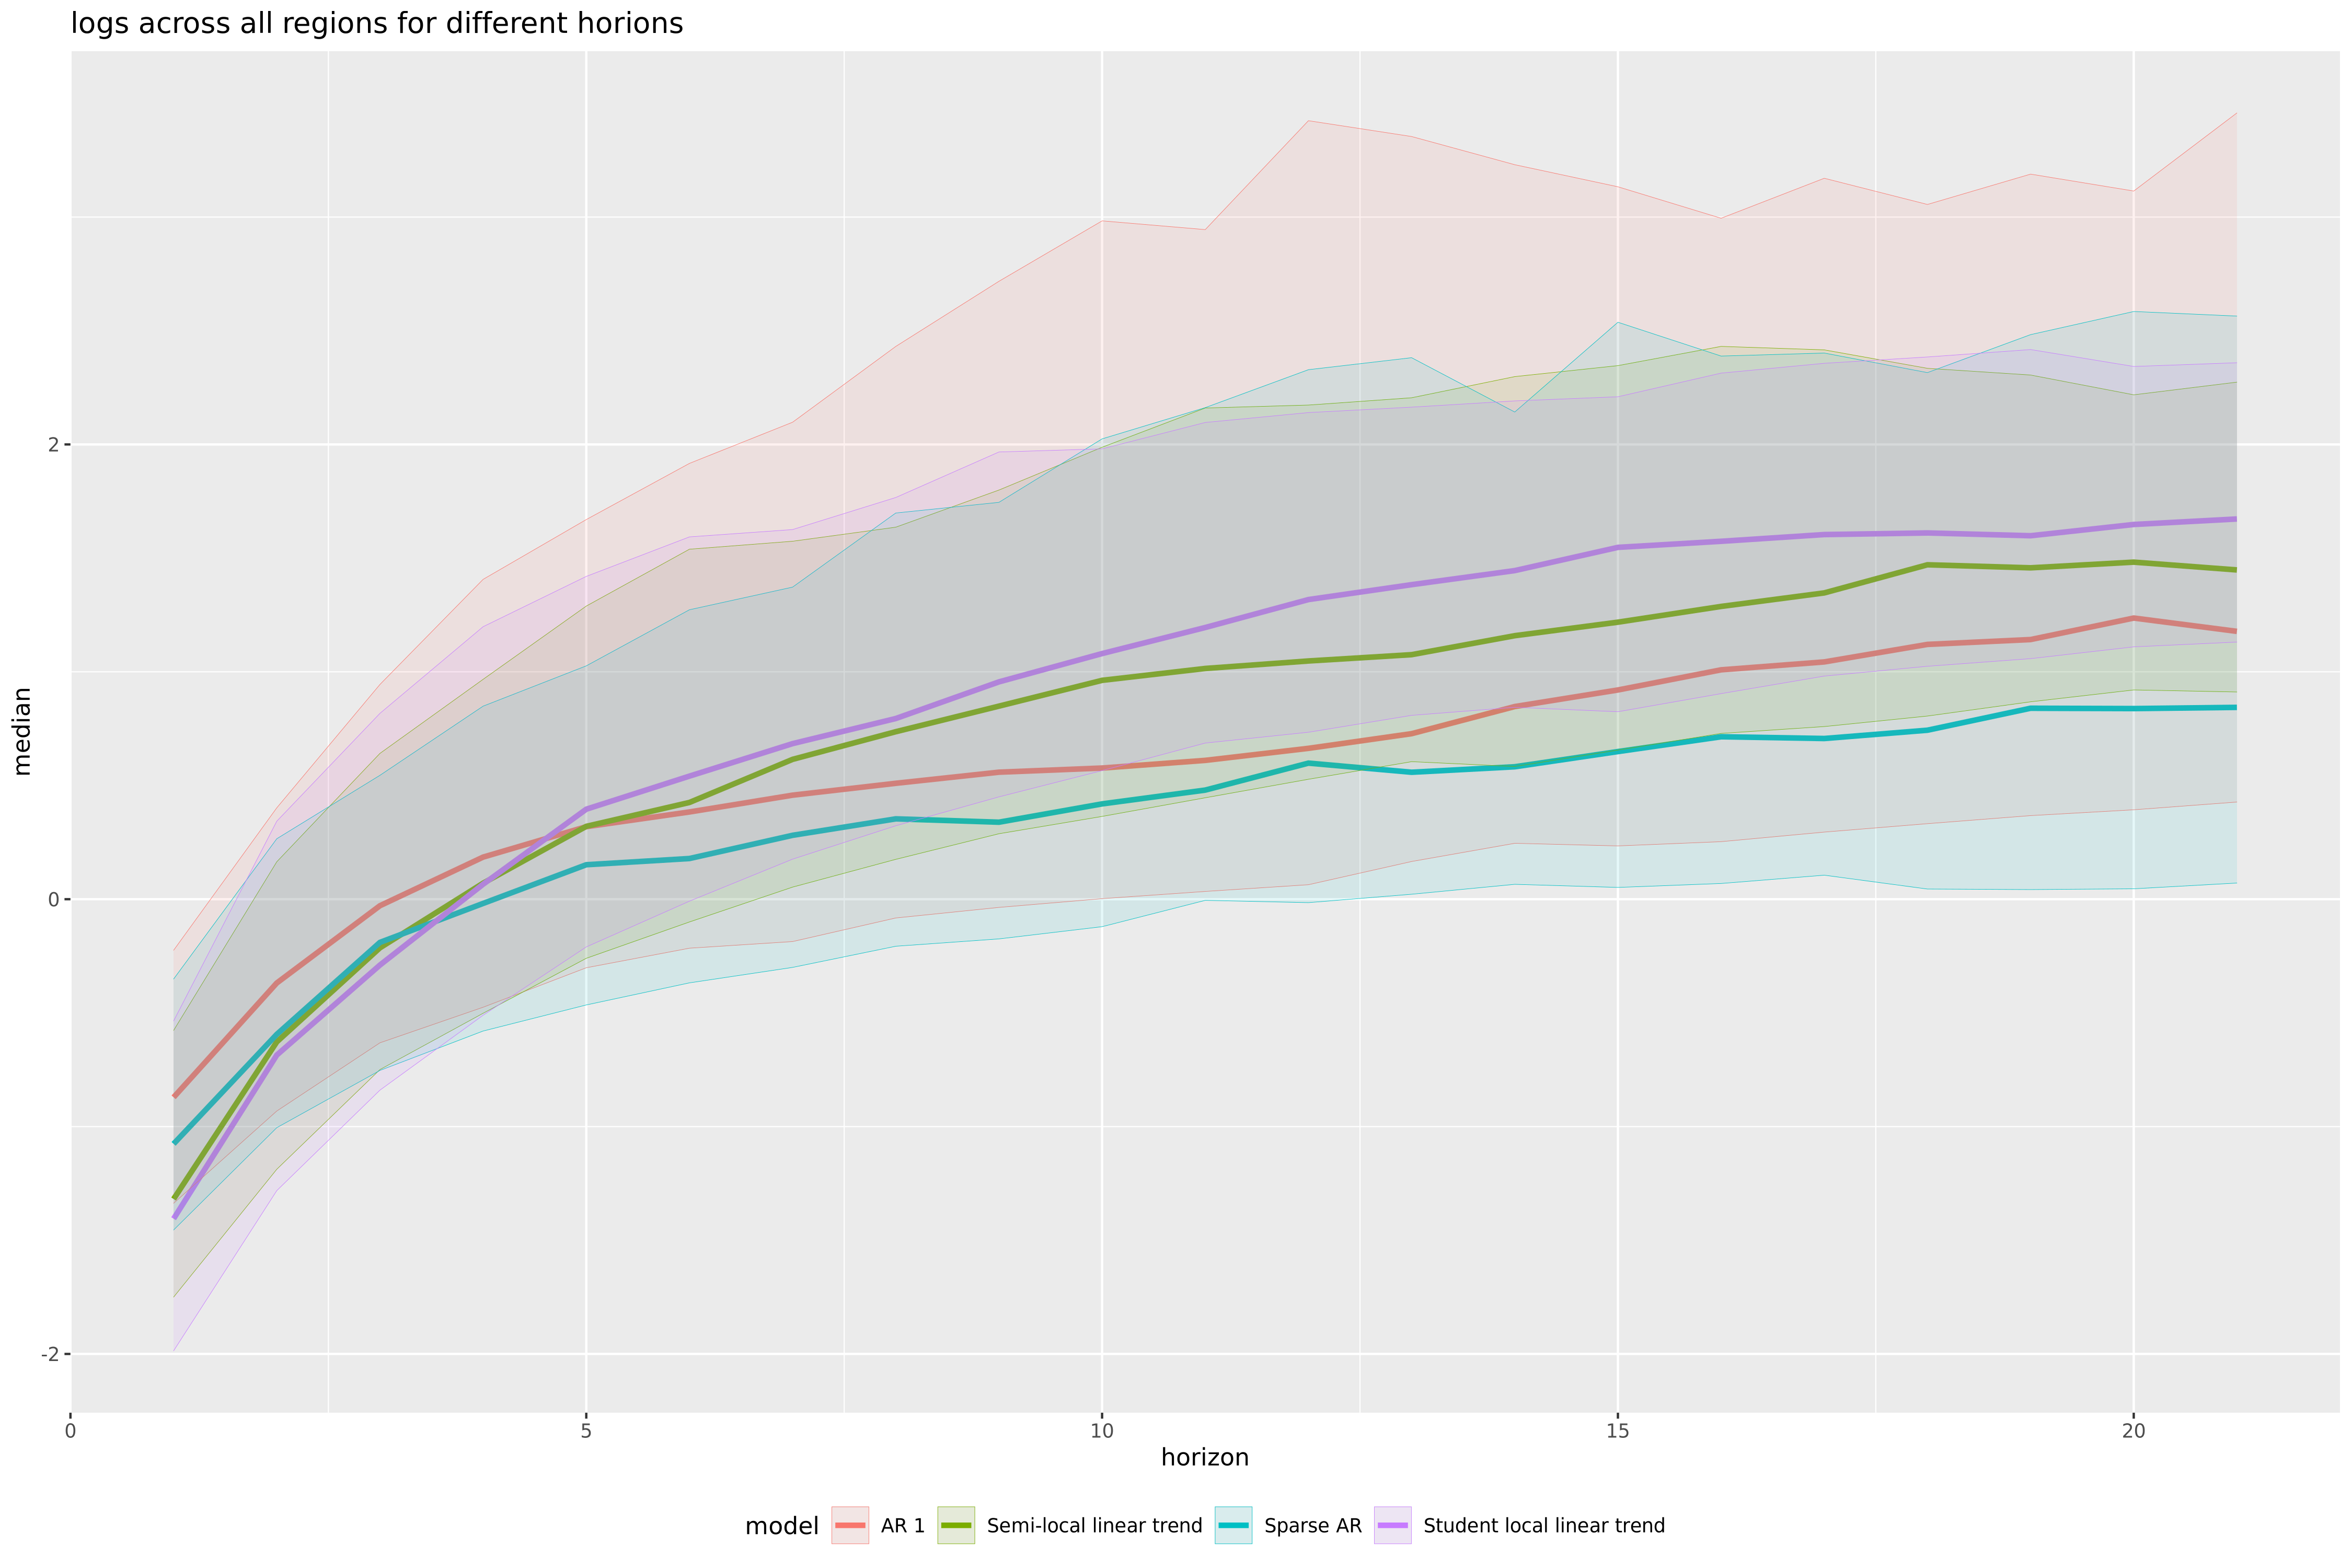 logs across all regions for different horions
median
2
0
-2
0 5 10 15 20
horizon
model AR 1 Semi-local linear trend Sparse AR Student local linear trend